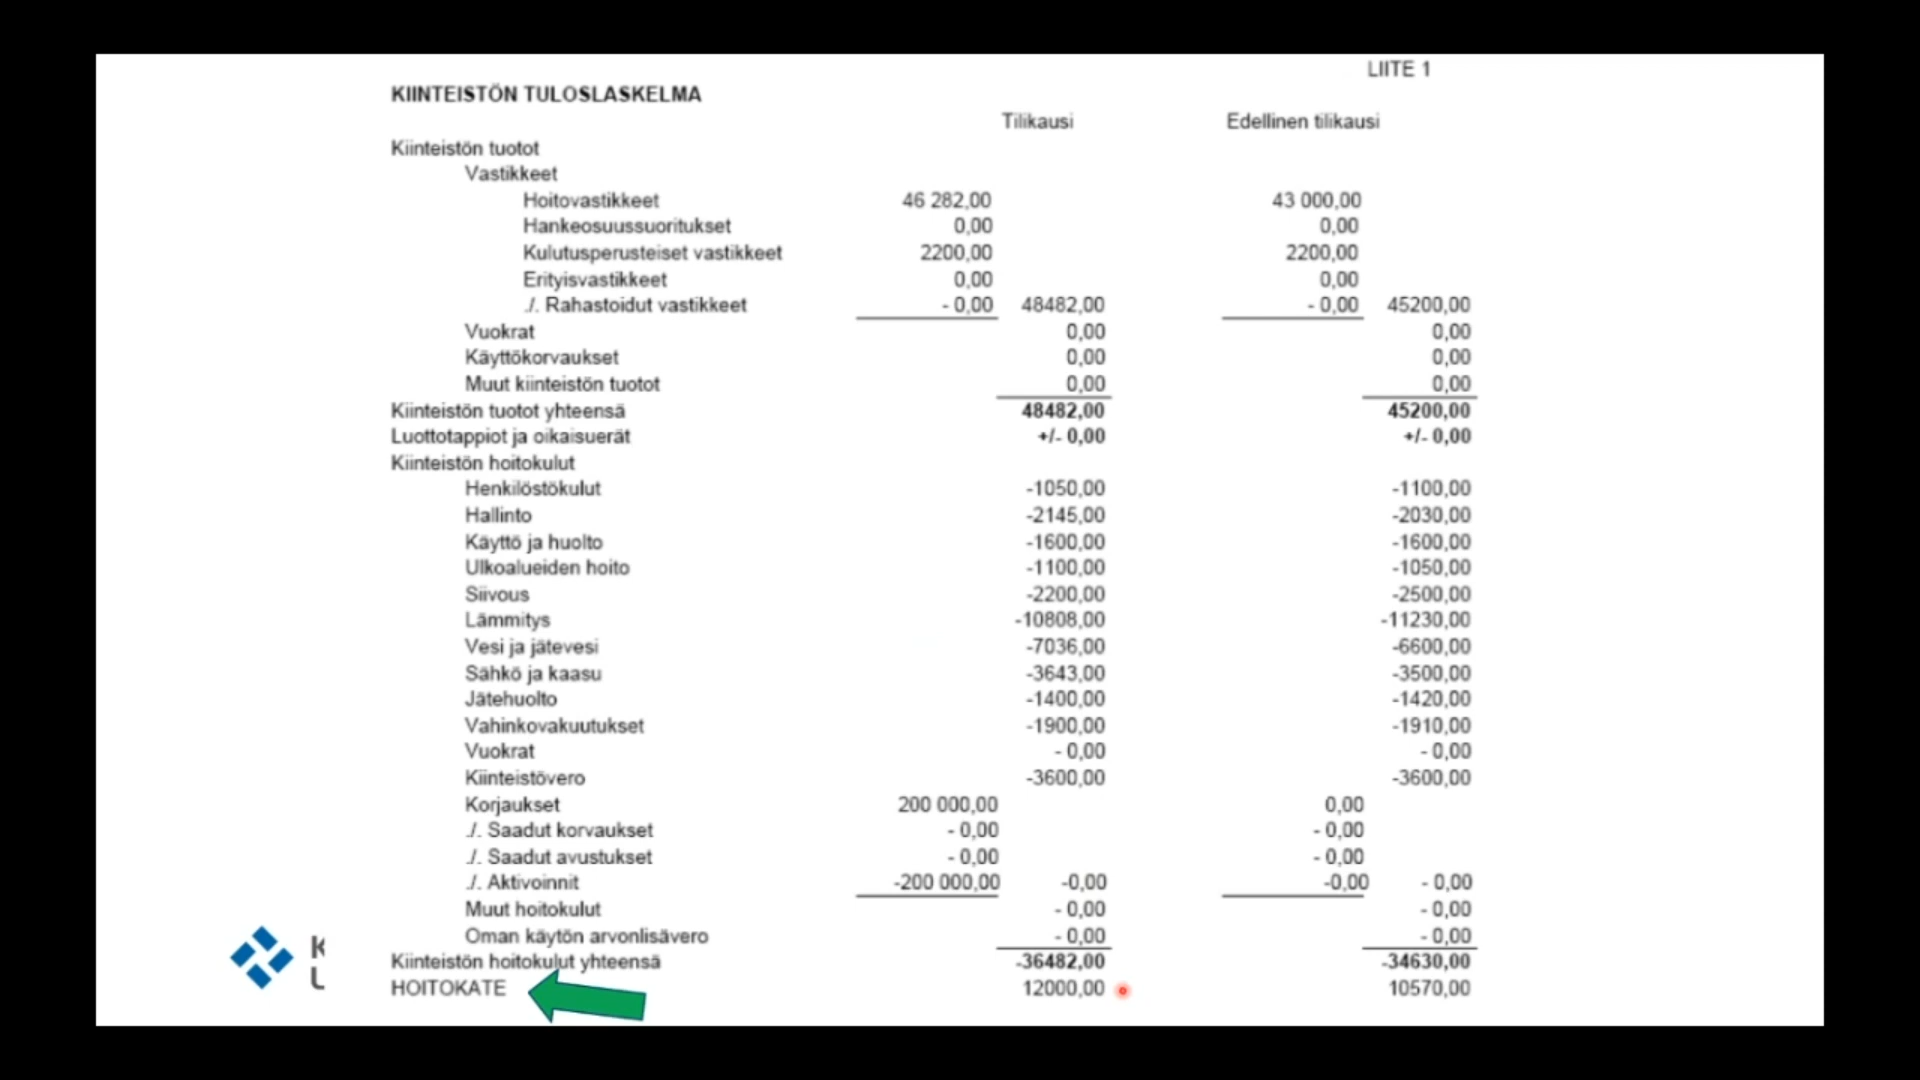 LIITE 1
KIINTEISTÖN TULOSLASKELMA
Tilikausi Edellinen tilikausi
Kiinteistön tuotot
Vastikkeet
Hoitovastikkeet 46 282,00 43 000,00
Hankeosuussuoritukset 0,00 0,00
Kulutusperusteiset vastikkeet 2200,00 2200,00
Erityisvastikkeet 0,00 0,00
./. Rahastoidut vastikkeet - 0,00 48482,00 - 0,00 45200,00
Vuokrat 0,00 0,00
Käyttökorvaukset 0,00 0,00
Muut kiinteistön tuotot 0,00 0,00
Kiinteistön tuotot yhteensä 48482,00 45200,00
Luottotappiot ja oikaisuerät +/- 0,00 +/- 0,00
Kiinteistön hoitokulut
Henkilöstökulut -1050,00 -1100,00
Hallinto -2145,00 -2030,00
Käyttö ja huolto -1600,00 -1600,00
Ulkoalueiden hoito -1100,00 -1050,00
Siivous -2200,00 -2500,00
Lämmitys -10808,00 -11230,00
Vesi ja jätevesi -7036,00 -6600,00
Sähkö ja kaasu -3643,00 -3500,00
Jätehuolto -1400,00 -1420,00
Vahinkovakuutukset -1900,00 -1910,00
Vuokrat - 0,00 - 0,00
Kiinteistövero -3600,00 -3600,00
Korjaukset 200 000,00 0,00
./. Saadut korvaukset - 0,00 - 0,00
./. Saadut avustukset - 0,00 - 0,00
./. Aktivoinnit -200 000,00 -0,00 -0,00 - 0,00
Muut hoitokulut - 0,00 - 0,00
Oman käytön arvonlisävero - 0,00 - 0,00
Kiinteistön hoitokulut yhteensä -36482,00 -34630,00
HOITOKATE 12000,00 10570,00